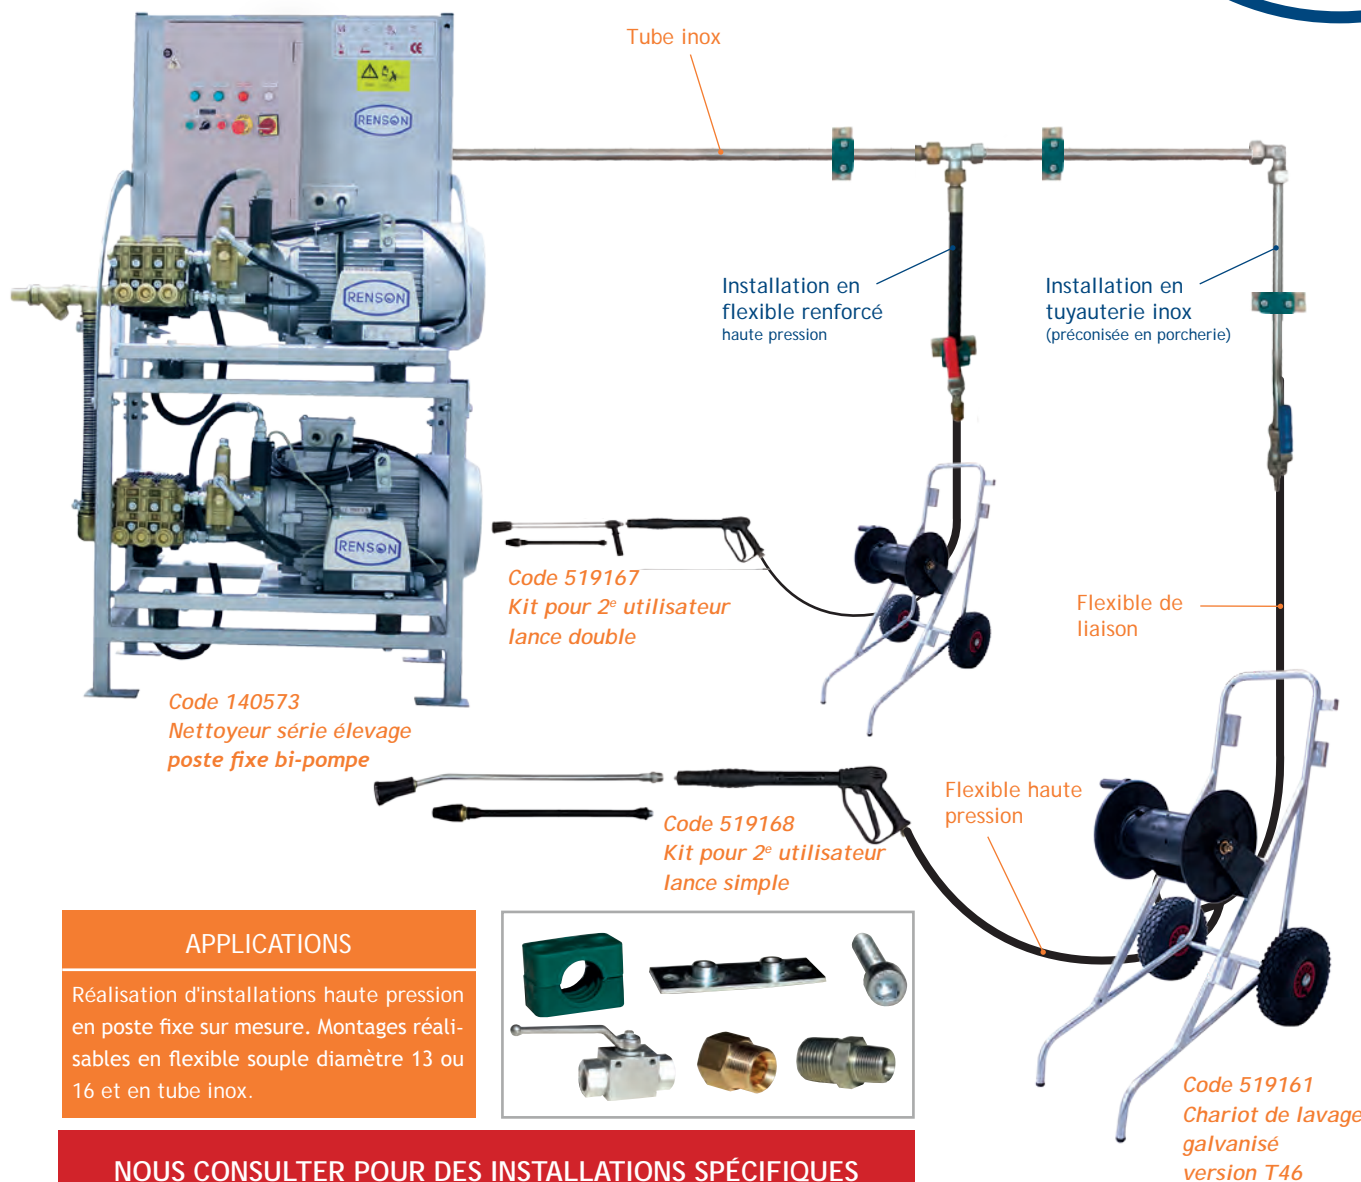 Tube inox
RENSON
CE
Installation en
flexible renforcé
haute pression
Installation en
tuyauterie inox
(préconisée en porcherie)
RENSON
RENSON
Code 519167
Kit pour 2e utilisateur
lance double
Flexible de
liaison
Code 140573
Nettoyeur série élevage
poste fixe bi-pompe
Flexible haute
pression
Code 519168
Kit pour 2e utilisateur
lance simple
APPLICATIONS
Réalisation d'installations haute pression
en poste fixe sur mesure. Montages réali-
sables en flexible souple diamètre 13 ou
16 et en tube inox.
Code 519161
Chariot de lavage
galvanisé
version T46
NOUS CONSULTER POUR DES INSTALLATIONS SPÉCIFIQUES